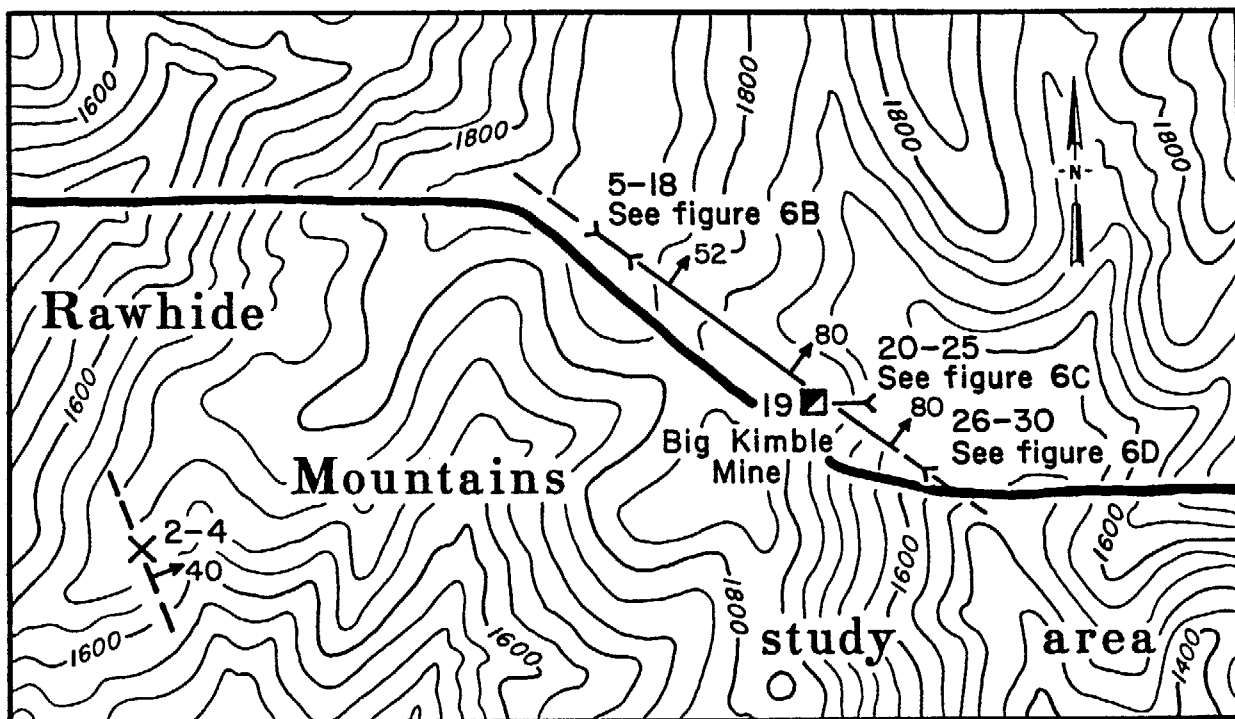 1600
1800
1800
1800
1800
-N-
5-18
See figure 6B
52
Rawhide
80
20-25
See figure 6C
1600
19
80
26-30
See figure 6D
Big Kimble
Mine
Mountains
2-4
40
1600
1600
1600
1800
1600
1600
study area
1400